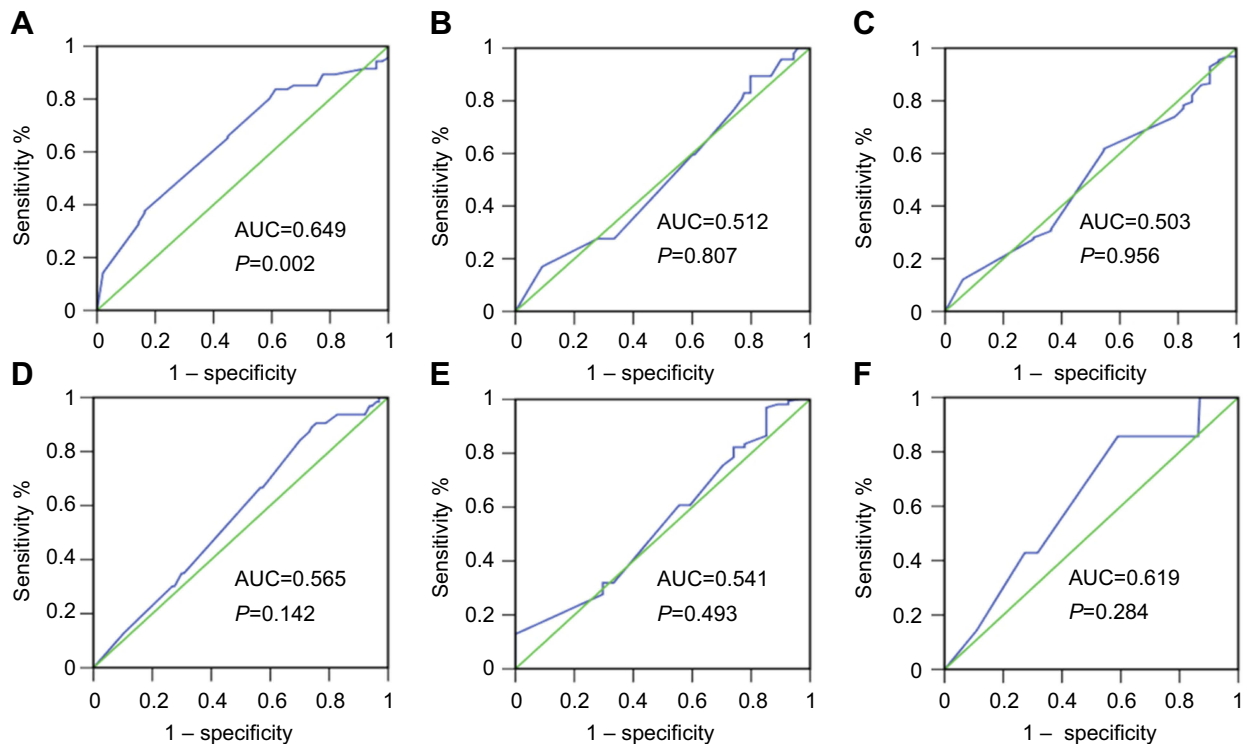 A
1
0.8
0.6
0.4
0.2
0
Sensitivity %
AUC=0.649
P=0.002
0 0.2 0.4 0.6 0.8 1
1 – specificity
B
1
0.8
0.6
0.4
0.2
0
Sensitivity %
AUC=0.512
P=0.807
0 0.2 0.4 0.6 0.8 1
1 – specificity
C
1
0.8
0.6
0.4
0.2
0
Sensitivity %
AUC=0.503
P=0.956
0 0.2 0.4 0.6 0.8 1
1 – specificity
D
1
0.8
0.6
0.4
0.2
0
Sensitivity %
AUC=0.565
P=0.142
0 0.2 0.4 0.6 0.8 1
1 – specificity
E
1
0.8
0.6
0.4
0.2
0
Sensitivity %
AUC=0.541
P=0.493
0 0.2 0.4 0.6 0.8 1
1 – specificity
F
1
0.8
0.6
0.4
0.2
0
Sensitivity %
AUC=0.619
P=0.284
0 0.2 0.4 0.6 0.8 1
1 – specificity